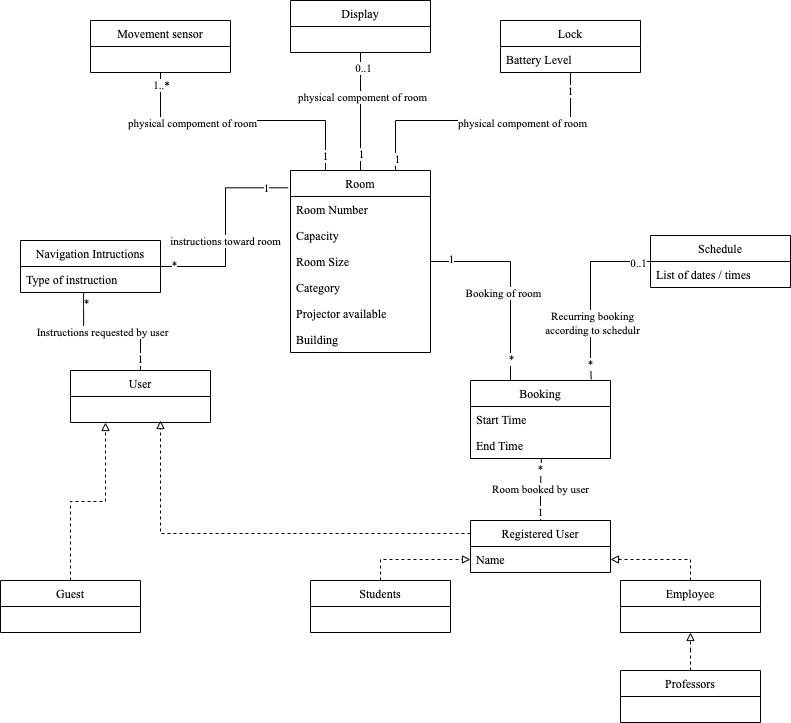 Display
Movement sensor
Lock
Battery Level
1..*
0..1
1
physical compoment of room
physical compoment of room
physical compoment of room
1
1
1
Room
Room Number
Capacity
Room Size
Category
Projector available
Building
1
instructions toward room
*
Navigation Intructions
Type of instruction
*
Instructions requested by user
1
User
1
Booking of room
*
Schedule
List of dates / times
0..1
Recurring booking
according to schedulr
*
Booking
Start Time
End Time
*
Room booked by user
1
Registered User
Name
Guest
Students
Employee
Professors